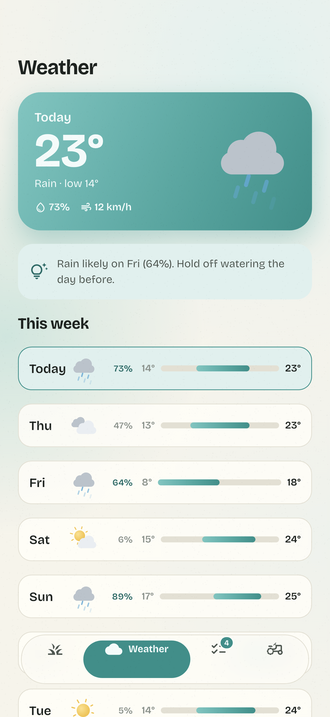 Weather
Today
23°
Rain · low 14°
73% 12 km/h
Rain likely on Fri (64%). Hold off watering the
day before.
This week
Today 73% 14° 23°
Thu 47% 13° 23°
Fri 64% 8° 18°
Sat 6% 15° 24°
Sun 89% 17° 25°
Weather 4
Tue 5% 14° 24°